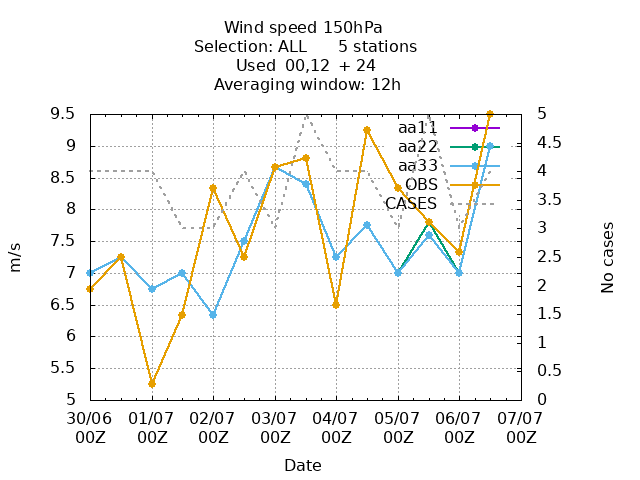 Wind speed 150hPa
Selection: ALL 5 stations
Used 00,12 + 24
Averaging window: 12h
9.5
9
8.5
8
7.5
7
6.5
6
5.5
5
m/s
5
4.5
4
3.5
3
2.5
2
1.5
1
0.5
0
No cases
aa11
aa22
aa33
OBS
CASES
30/06 01/07 02/07 03/07 04/07 05/07 06/07 07/07
00Z 00Z 00Z 00Z 00Z 00Z 00Z 00Z
Date